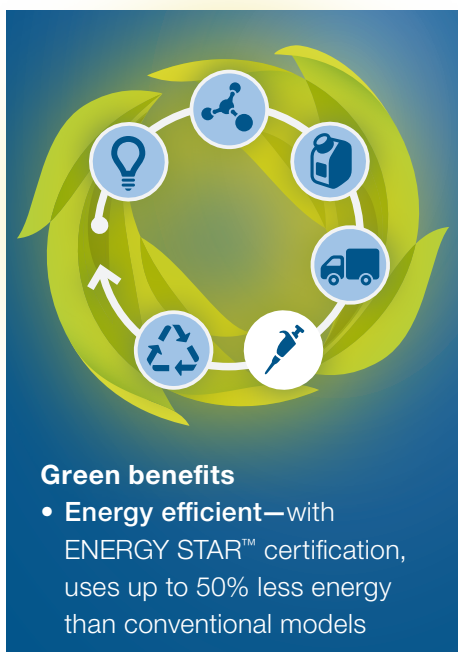 Green benefits
• Energy efficient—with
ENERGY STAR™ certification,
uses up to 50% less energy
than conventional models